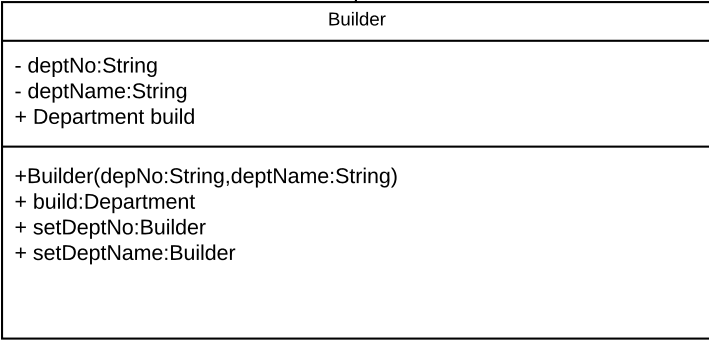 Builder
- deptNo:String
- deptName:String
+ Department build
+Builder(depNo:String,deptName:String)
+ build:Department
+ setDeptNo:Builder
+ setDeptName:Builder